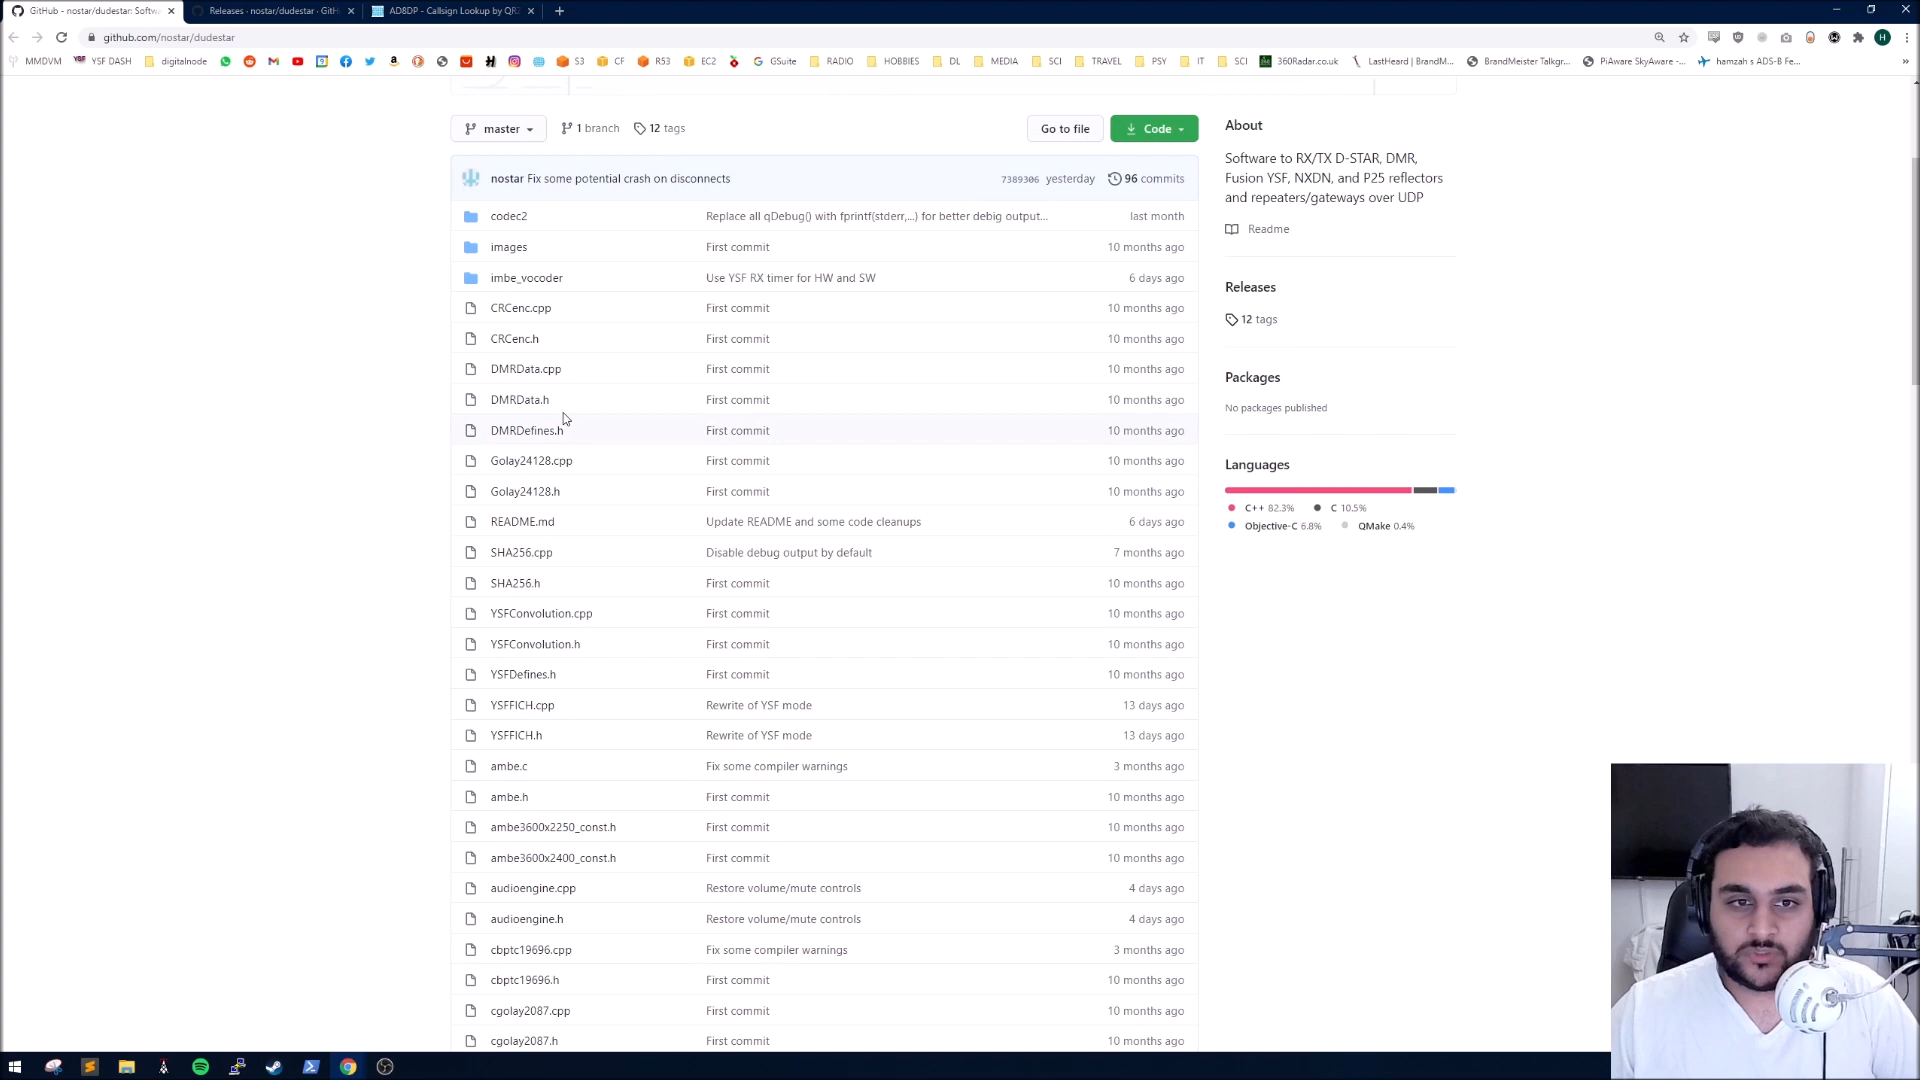 GitHub - nostar/dudestar: Softw
Releases · nostar/dudestar · GitH
AD8DP - Callsign Lookup by QRZ
github.com/nostar/dudestar
MMDVM
YSF DASH
digitalnode
S3
CF
R53
EC2
GSuite
RADIO
HOBBIES
DL
MEDIA
SCI
TRAVEL
PSY
IT
SCI
360Radar.co.uk
LastHeard | BrandM...
BrandMeister Talkgr...
PiAware SkyAware -...
hamzah s ADS-B Fe...
master
1 branch
12 tags
Go to file
Code
About
Software to RX/TX D-STAR, DMR,
Fusion YSF, NXDN, and P25 reflectors
and repeaters/gateways over UDP
Readme
nostar Fix some potential crash on disconnects 7389306 yesterday 96 commits
codec2 Replace all qDebug() with fprintf(stderr,...) for better debig output... last month
images First commit 10 months ago
imbe_vocoder Use YSF RX timer for HW and SW 6 days ago
CRCenc.cpp First commit 10 months ago
CRCenc.h First commit 10 months ago
DMRData.cpp First commit 10 months ago
DMRData.h First commit 10 months ago
DMRDefines.h First commit 10 months ago
Golay24128.cpp First commit 10 months ago
Golay24128.h First commit 10 months ago
README.md Update README and some code cleanups 6 days ago
SHA256.cpp Disable debug output by default 7 months ago
SHA256.h First commit 10 months ago
YSFConvolution.cpp First commit 10 months ago
YSFConvolution.h First commit 10 months ago
YSFDefines.h First commit 10 months ago
YSFFICH.cpp Rewrite of YSF mode 13 days ago
YSFFICH.h Rewrite of YSF mode 13 days ago
ambe.c Fix some compiler warnings 3 months ago
ambe.h First commit 10 months ago
ambe3600x2250_const.h First commit 10 months ago
ambe3600x2400_const.h First commit 10 months ago
audioengine.cpp Restore volume/mute controls 4 days ago
audioengine.h Restore volume/mute controls 4 days ago
cbptc19696.cpp Fix some compiler warnings 3 months ago
cbptc19696.h First commit 10 months ago
cgolay2087.cpp First commit 10 months ago
cgolay2087.h First commit 10 months ago
Releases
12 tags
Packages
No packages published
Languages
C++ 82.3% C 10.5%
Objective-C 6.8% QMake 0.4%